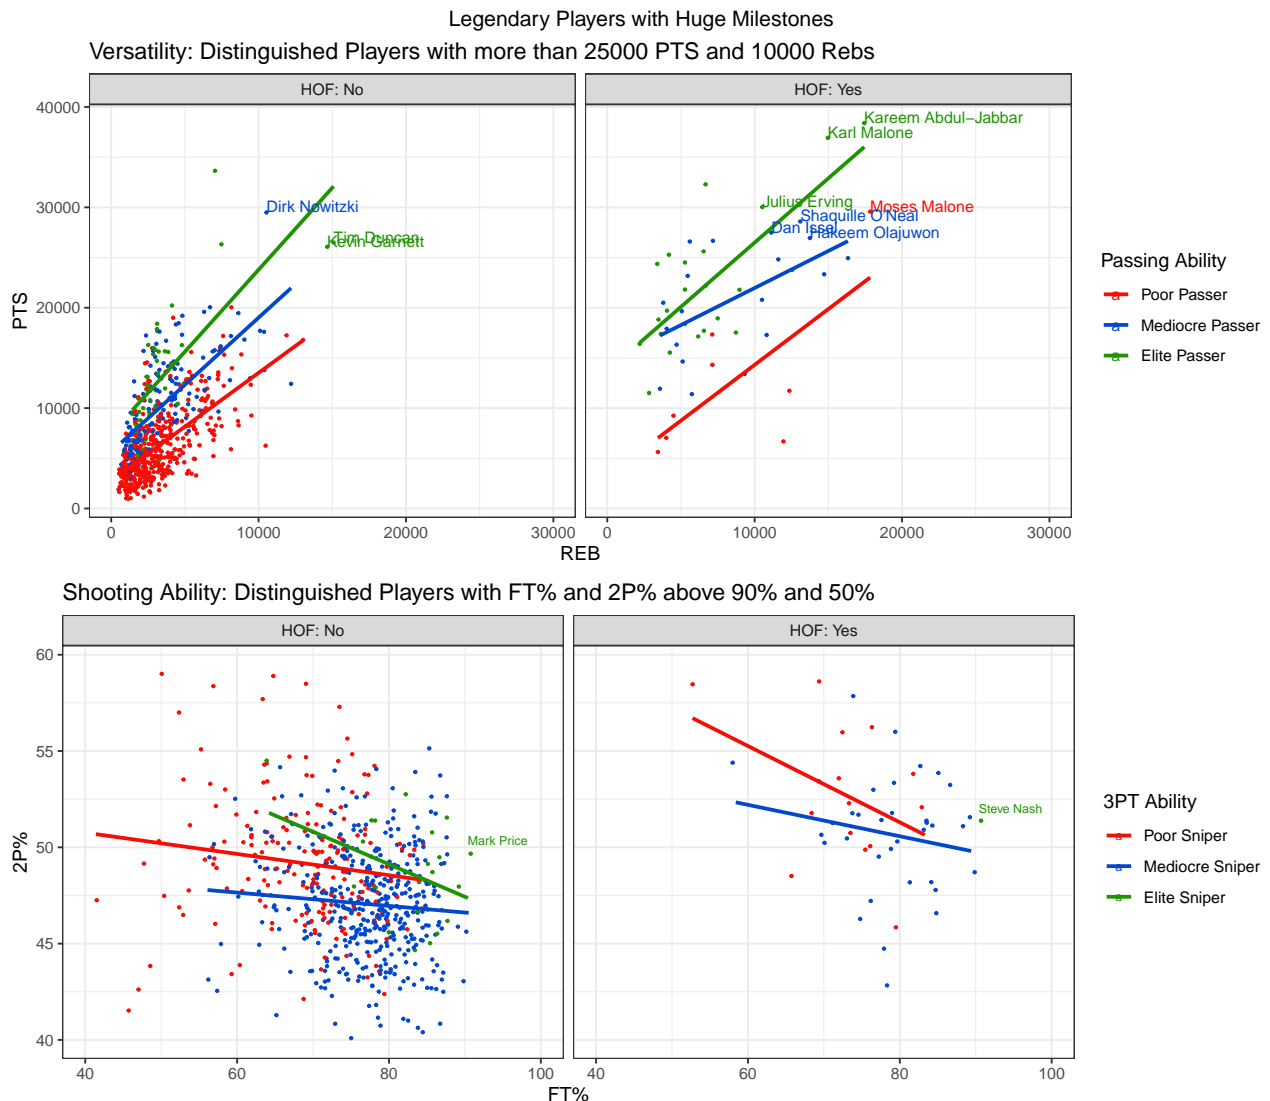 Legendary Players with Huge Milestones
Versatility: Distinguished Players with more than 25000 PTS and 10000 Rebs
HOF: No
HOF: Yes
PTS
40000
30000
20000
10000
0
Dirk Nowitzki
Tim Duncan
Kevin Garnett
Kareem Abdul−Jabbar
Karl Malone
Julius Erving
Moses Malone
Shaquille O'Neal
Dan Issel
Hakeem Olajuwon
0
10000
20000
30000
0
10000
20000
30000
REB
Passing Ability
a Poor Passer
a Mediocre Passer
a Elite Passer
Shooting Ability: Distinguished Players with FT% and 2P% above 90% and 50%
HOF: No
HOF: Yes
2P%
60
55
50
45
40
Mark Price
Steve Nash
40
60
80
100
40
60
80
100
FT%
3PT Ability
a Poor Sniper
a Mediocre Sniper
a Elite Sniper